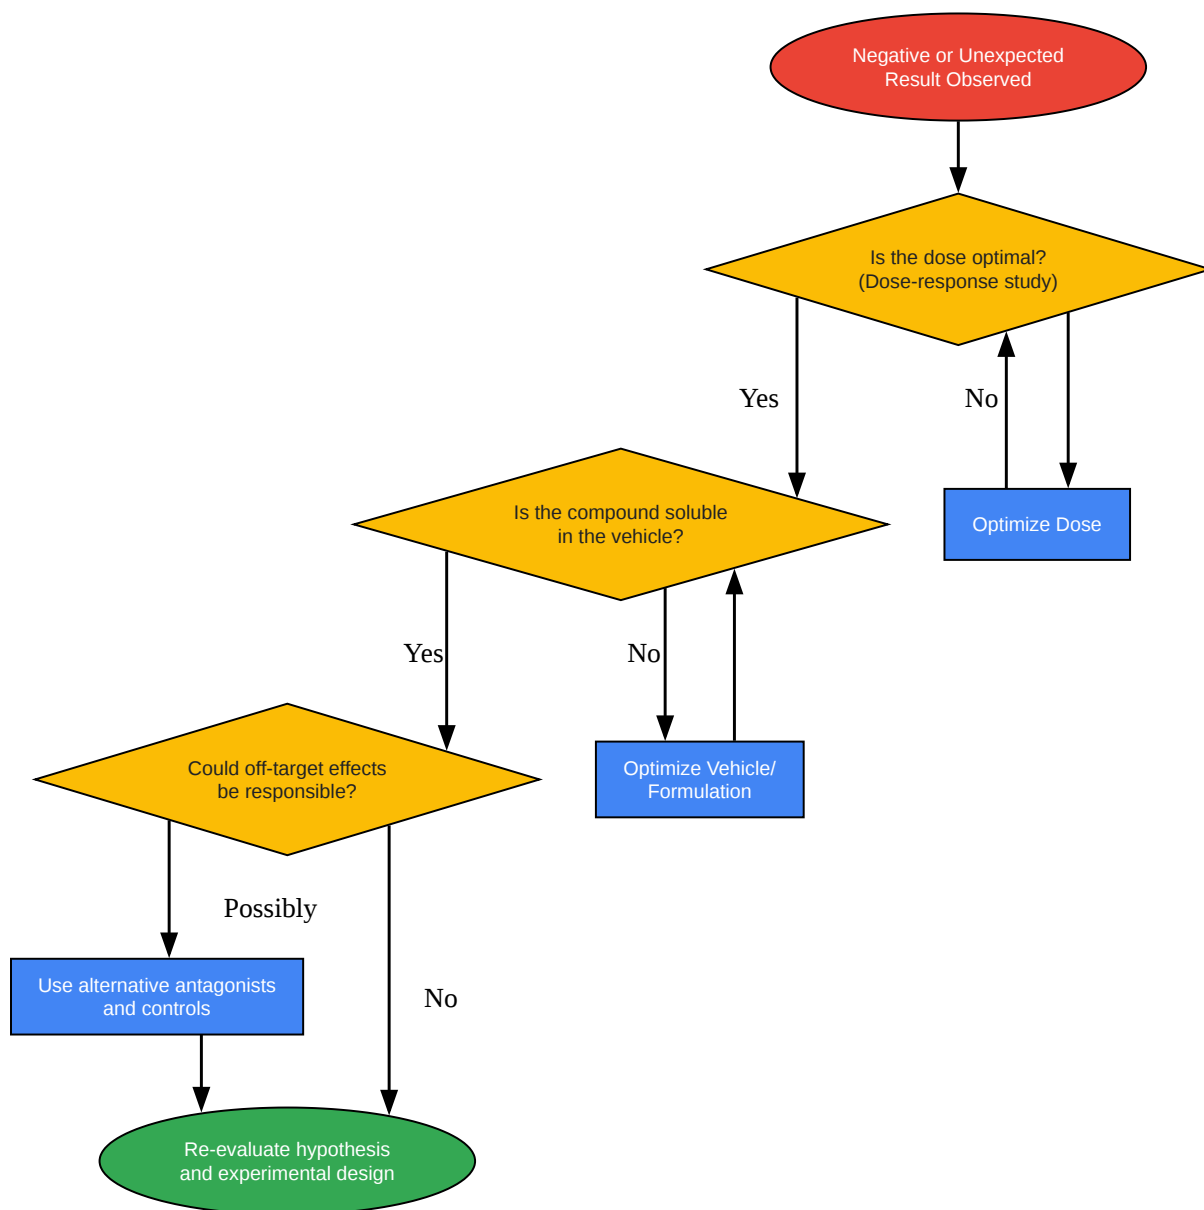 Negative or Unexpected
Result Observed
Is the dose optimal?
(Dose-response study)
Yes
No
Is the compound soluble
in the vehicle?
Optimize Dose
Yes
No
Could off-target effects
be responsible?
Optimize Vehicle/
Formulation
Possibly
Use alternative antagonists
and controls
No
Re-evaluate hypothesis
and experimental design